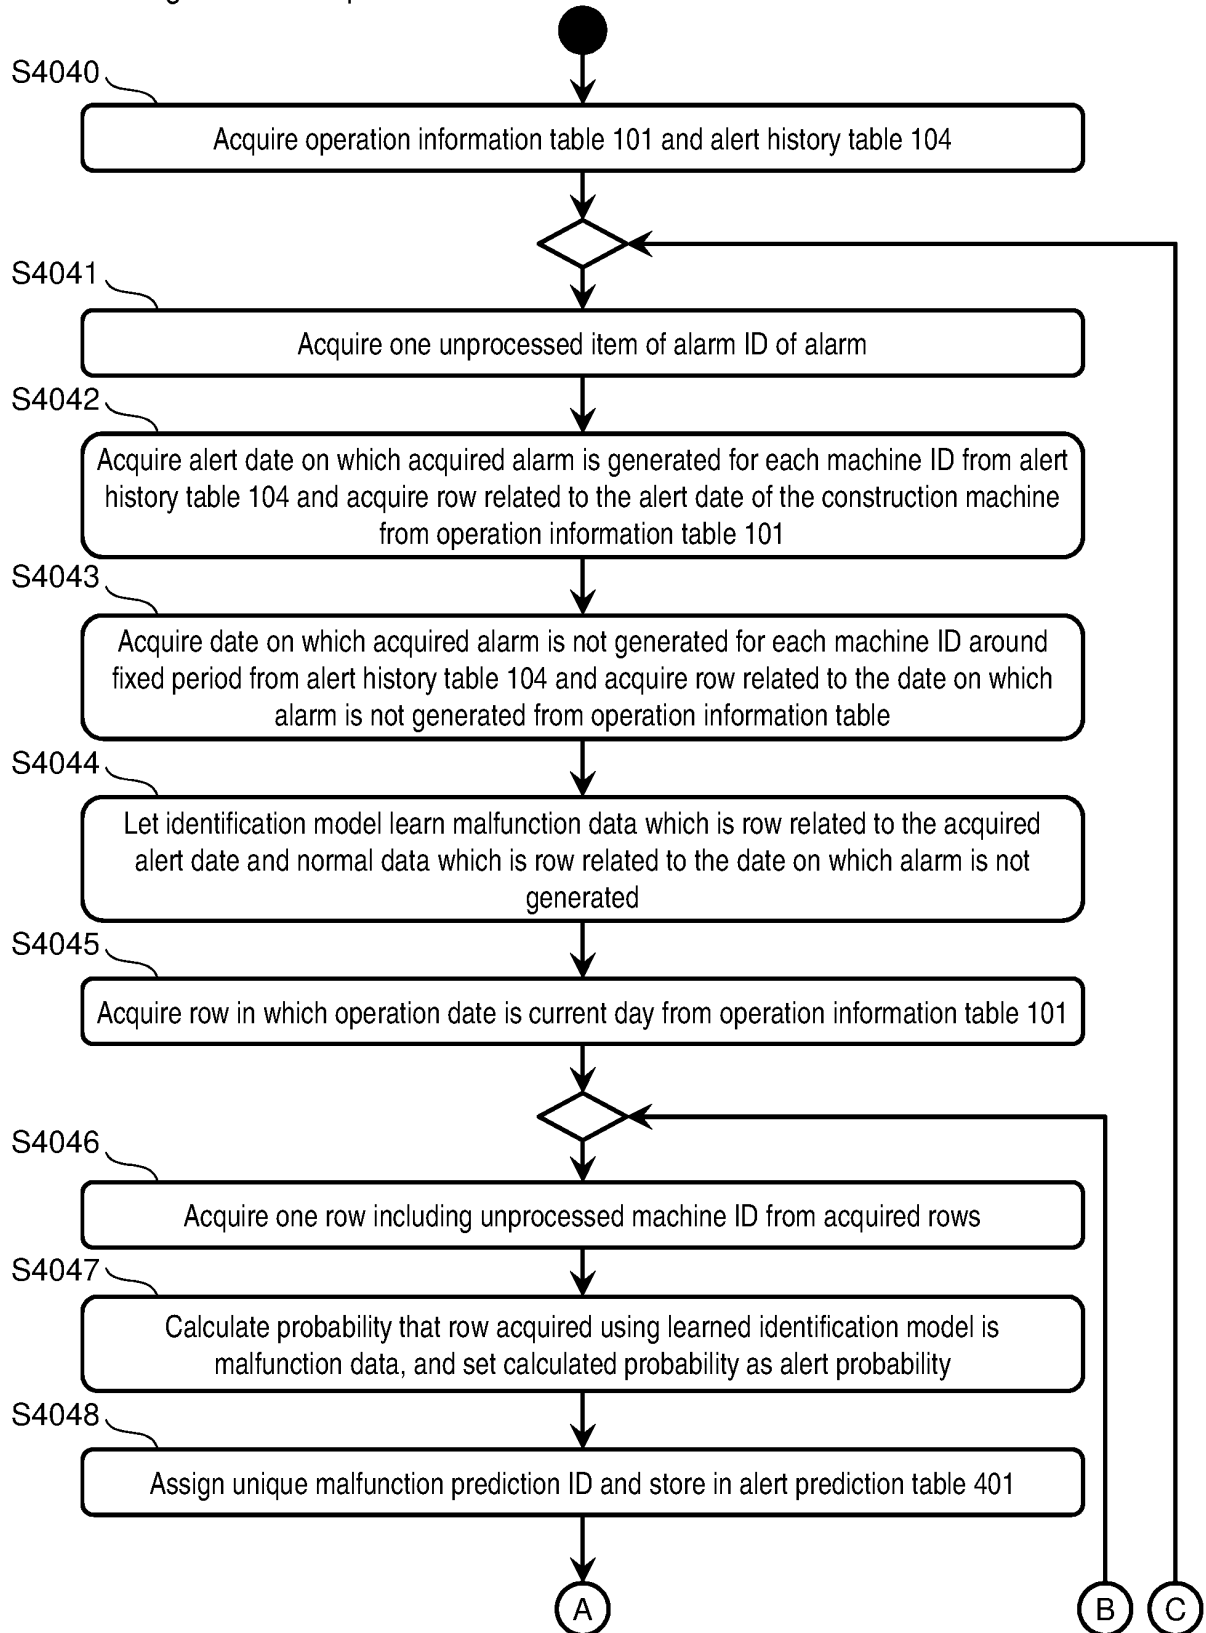 S4040
Acquire operation information table 101 and alert history table 104
S4041
Acquire one unprocessed item of alarm ID of alarm
S4042
Acquire alert date on which acquired alarm is generated for each machine ID from alert
history table 104 and acquire row related to the alert date of the construction machine
from operation information table 101
S4043
Acquire date on which acquired alarm is not generated for each machine ID around
fixed period from alert history table 104 and acquire row related to the date on which
alarm is not generated from operation information table
S4044
Let identification model learn malfunction data which is row related to the acquired
alert date and normal data which is row related to the date on which alarm is not
generated
S4045
Acquire row in which operation date is current day from operation information table 101
S4046
Acquire one row including unprocessed machine ID from acquired rows
S4047
Calculate probability that row acquired using learned identification model is
malfunction data, and set calculated probability as alert probability
S4048
Assign unique malfunction prediction ID and store in alert prediction table 401
A
B
C